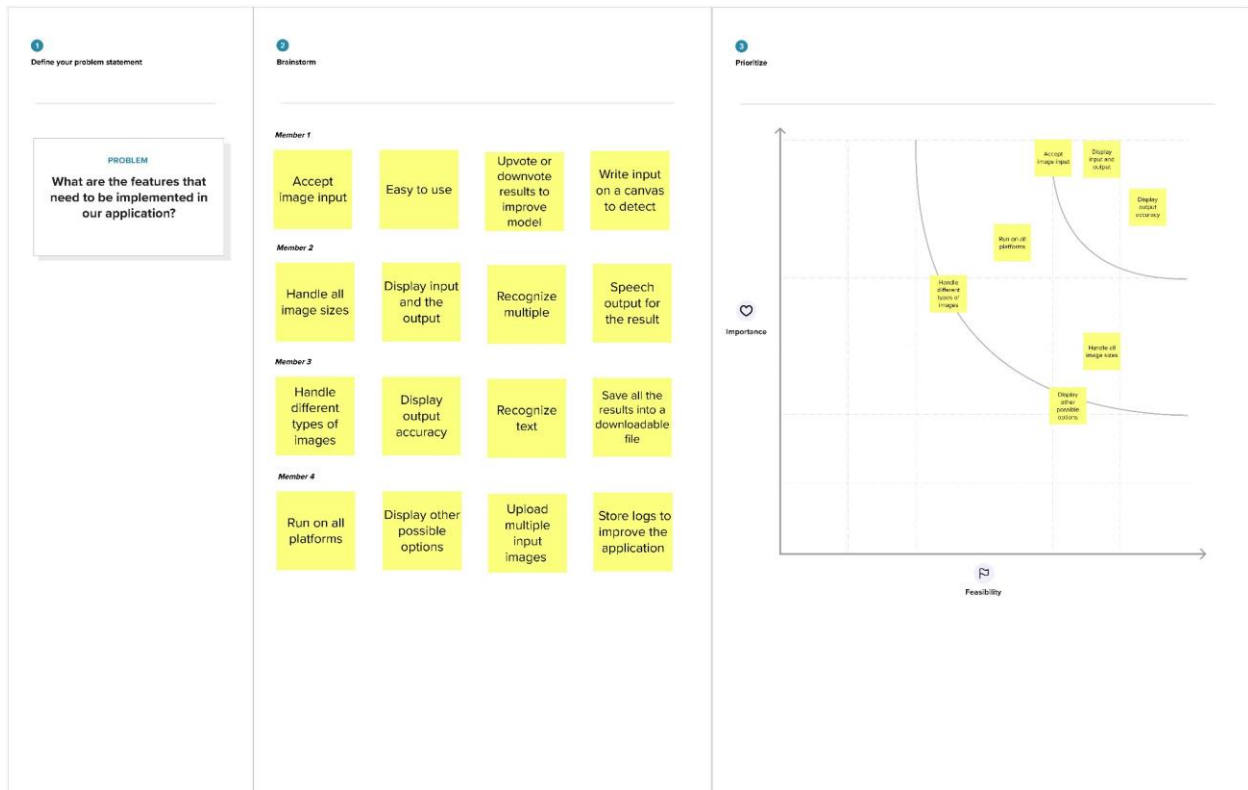 1
Define your problem statement
PROBLEM
What are the features that
need to be implemented in
our application?
2
Brainstorm
Member 1
Accept
image input
Easy to use
Upvote or
downvote
results to
improve
model
Write input
on a canvas
to detect
Member 2
Handle all
image sizes
Display input
and the
output
Recognize
multiple
Speech
output for
the result
Member 3
Handle
different
types of
images
Display
output
accuracy
Recognize
text
Save all the
results into a
downloadable
file
Member 4
Run on all
platforms
Display other
possible
options
Upload
multiple
input
images
Store logs to
improve the
application
3
Prioritize
Accept
image input
Display
input and
output
Display
output
accuracy
Run on all
platforms
Handle
different
types of
images
Handle all
image sizes
Display
other
possible
options
Importance
Feasibility